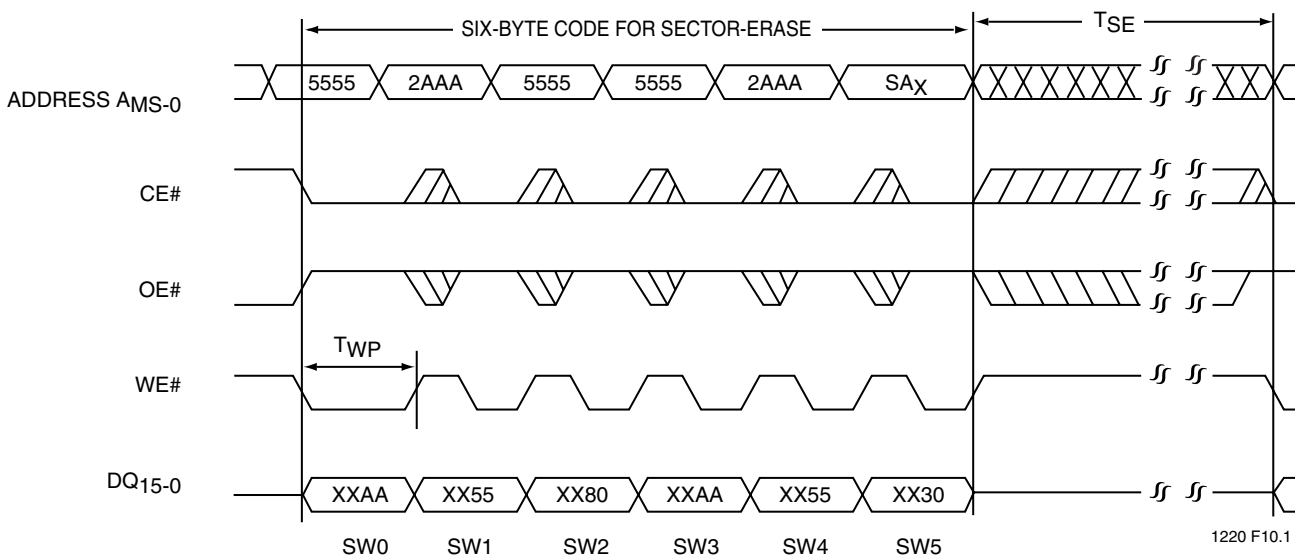 SIX-BYTE CODE FOR SECTOR-ERASE TSE
ADDRESS AMS-0 5555 2AAA 5555 5555 2AAA SAX
CE#
OE#
TWP
WE#
DQ15-0 XXAA XX55 XX80 XXAA XX55 XX30
SW0 SW1 SW2 SW3 SW4 SW5
1220 F10.1